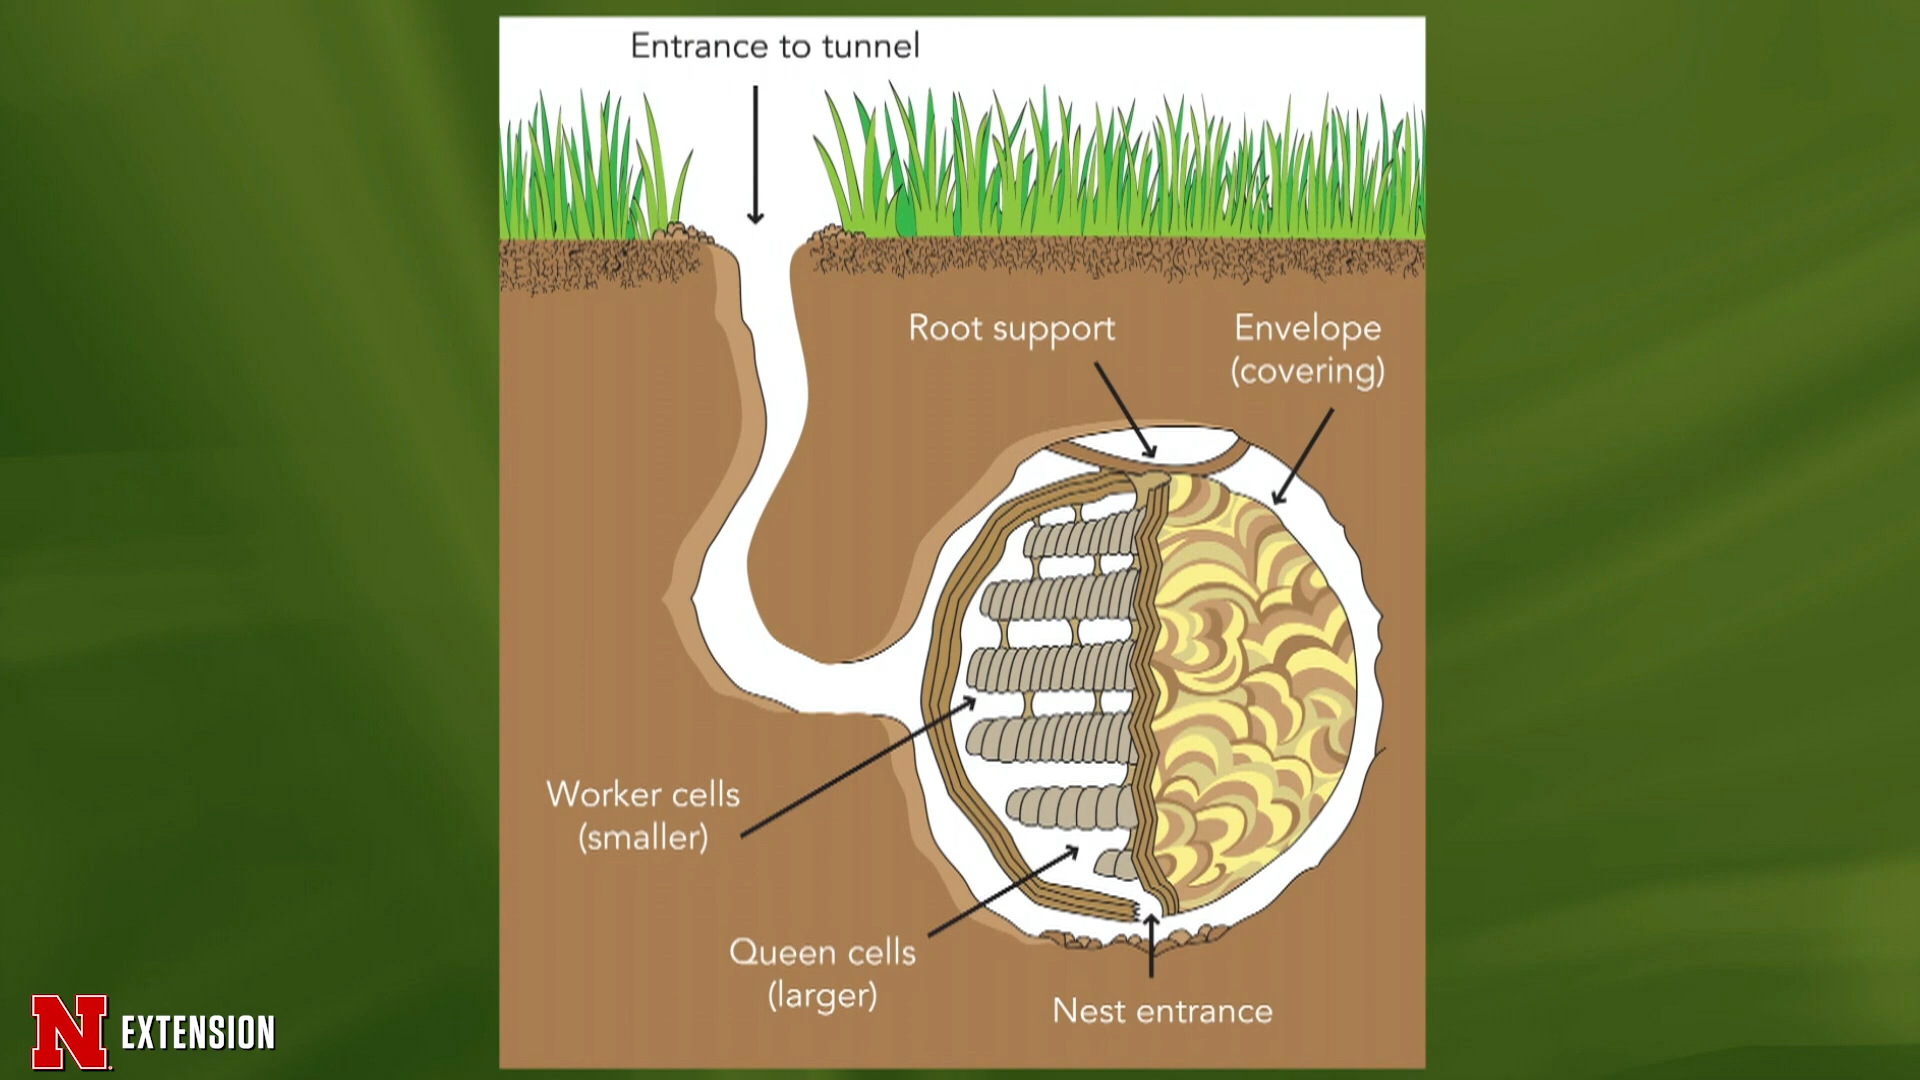 Entrance to tunnel
Root support
Envelope
(covering)
Worker cells
(smaller)
Queen cells
(larger)
Nest entrance
N EXTENSION